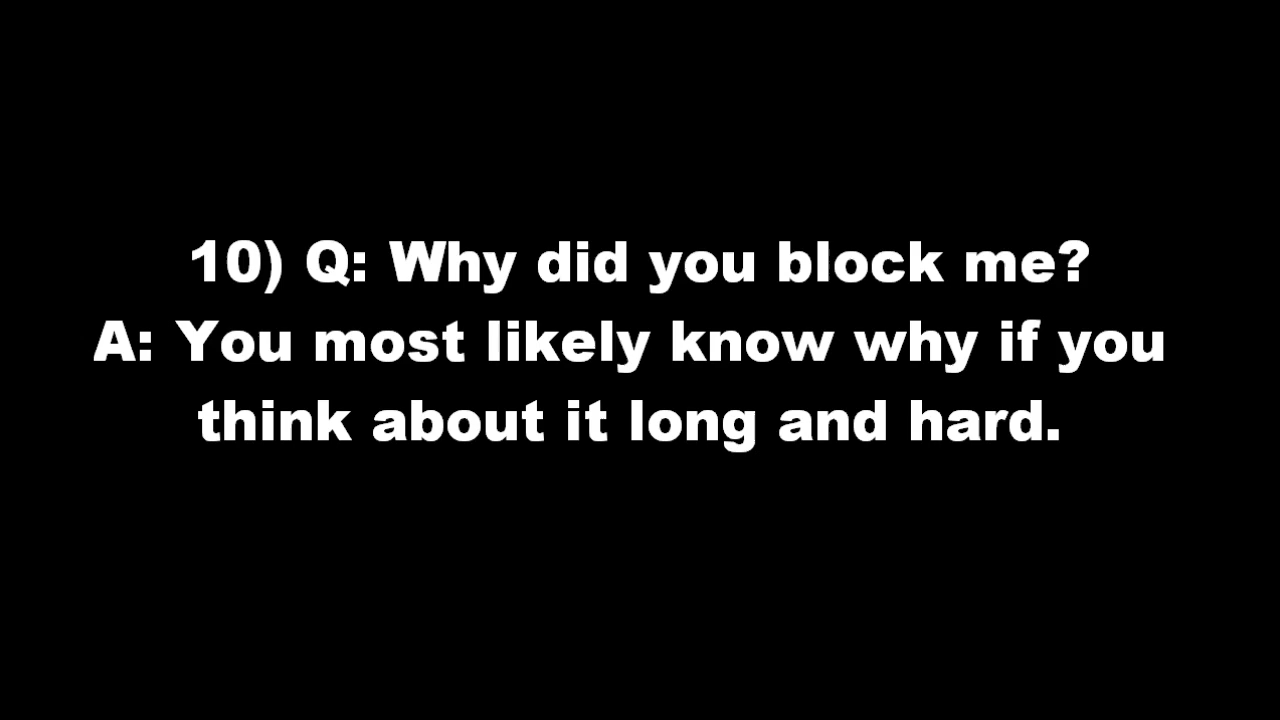 10) Q: Why did you block me?
A: You most likely know why if you
think about it long and hard.